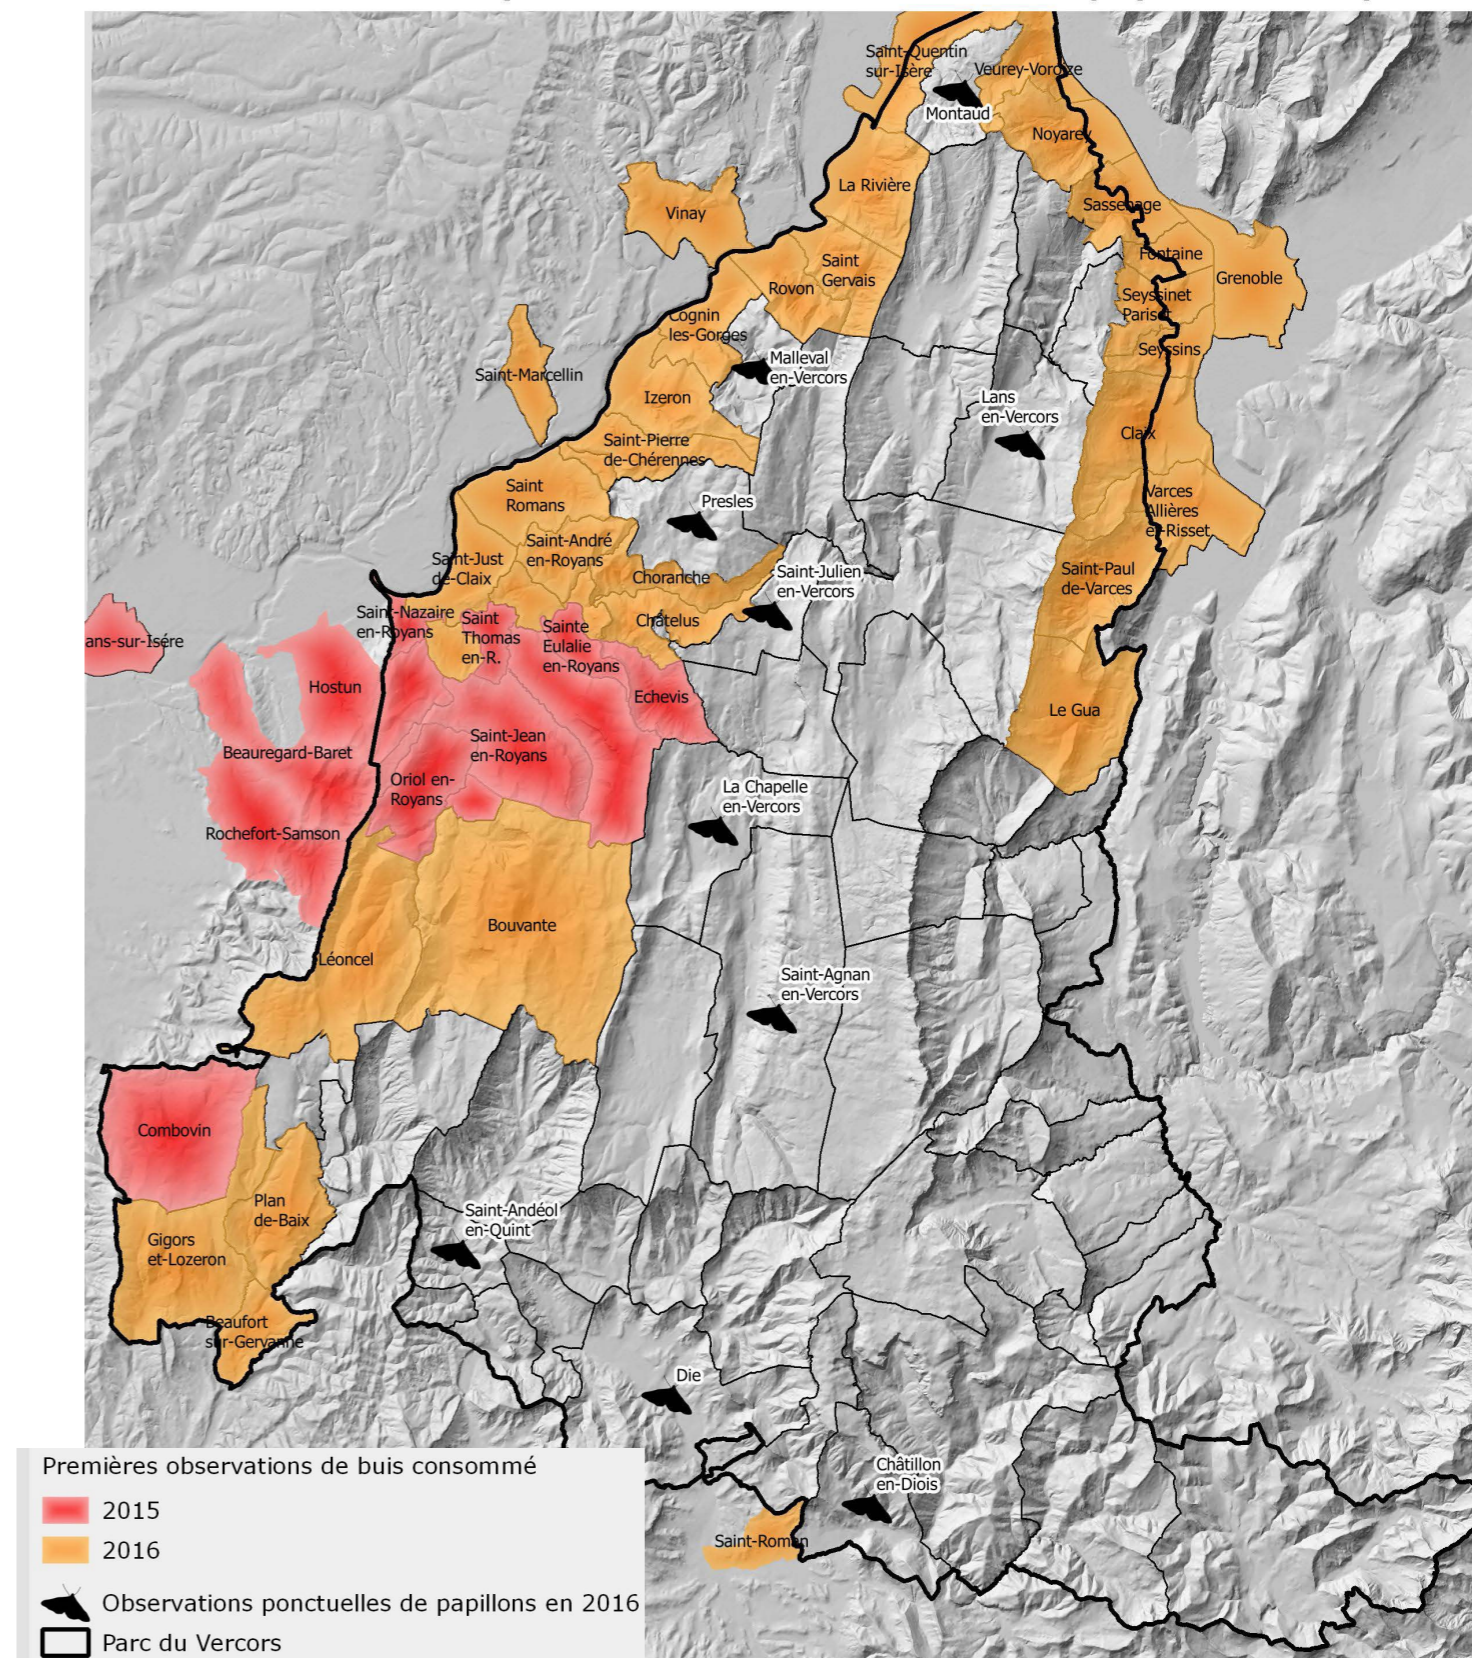 Saint-Quentin
sur-Isère
Veurey-Voroize
Montaud
Noyarey
La Rivière
Sassenage
Vinay
Fontaine
Saint
Gervais
Grenoble
Rovon
Seyssinet
Pariset
Cognin
les-Gorges
Seyssins
Malleval
en-Vercors
Saint-Marcellin
Izeron
Lans
en-Vercors
Claix
Saint-Pierre
de-Chérennes
Saint
Romans
Presles
Varces
Allières
et-Risset
Saint-André
en-Royans
Saint-Just
de-Claix
Choranche
Saint-Julien
en-Vercors
Saint-Paul
de-Varces
Saint-Nazaire
en-Royans
Saint
Thomas
en-R.
Sainte
Eulalie
en-Royans
Châtelus
ans-sur-Isére
Hostun
Echevis
Le Gua
Beauregard-Baret
Saint-Jean
en-Royans
Oriol en-
Royans
La Chapelle
en-Vercors
Rochefort-Samson
Bouvante
Léoncel
Saint-Agnan
en-Vercors
Combovin
Plan
de-Baix
Saint-Andéol
en-Quint
Gigors
et-Lozeron
Beaufort
sur-Gervanne
Die
Châtillon
en-Diois
Saint-Roman
Premières observations de buis consommé
2015
2016
Observations ponctuelles de papillons en 2016
Parc du Vercors